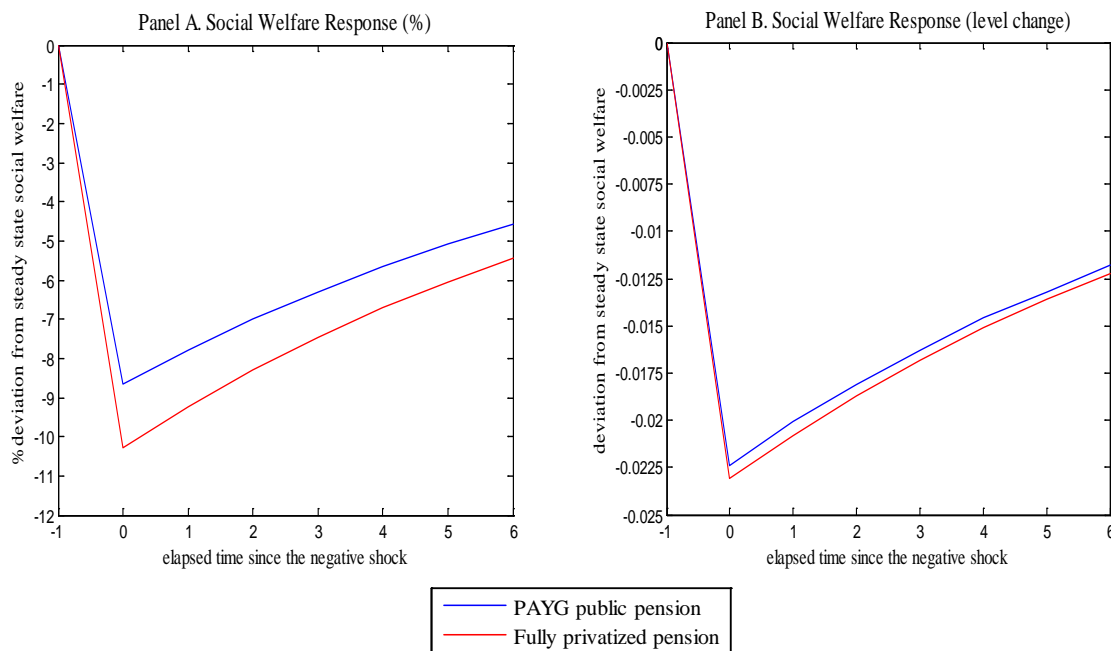 Panel A. Social Welfare Response (%)
0
-1
-2
-3
-4
-5
-6
-7
-8
-9
-10
-11
-12
%deviation from steady state social welfare
-1 0 1 2 3 4 5 6
elapsed time since the negative shock
Panel B. Social Welfare Response (level change)
0
-0.0025
-0.005
-0.0075
-0.01
-0.0125
-0.015
-0.0175
-0.02
-0.0225
-0.025
deviation from steady state social welfare
-1 0 1 2 3 4 5 6
elapsed time since the negative shock
PAYG public pension
Fully privatized pension